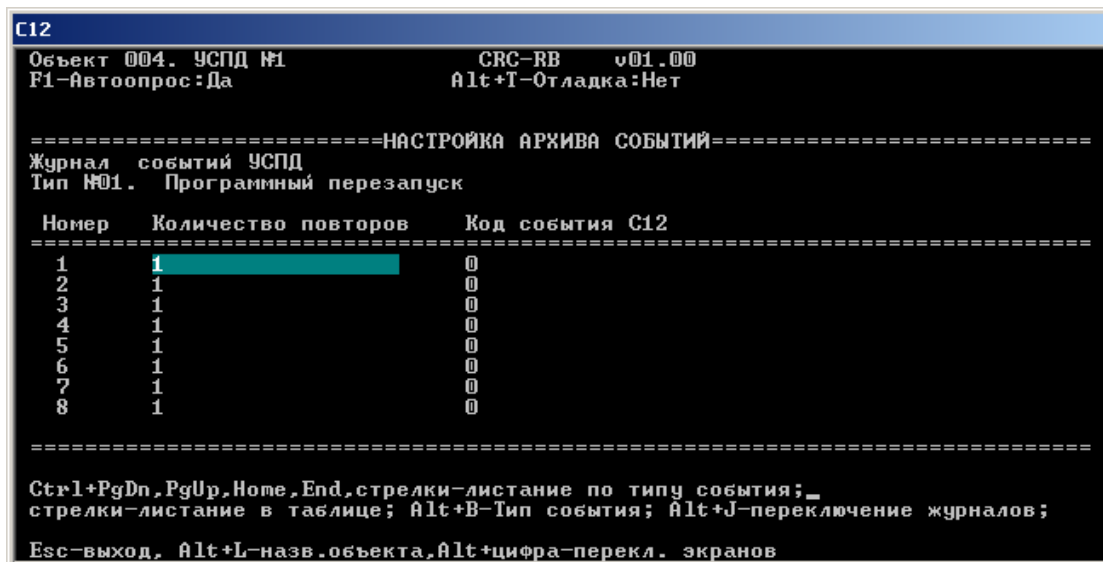 C12
Объект 004. УСПД №1 CRC-RB v01.00
F1-Автоопрос:Да Alt+T-Отладка:Нет
==========================НАСТРОЙКА АРХИВА СОБЫТИЙ============================
Журнал событий УСПД
Тип №01. Программный перезапуск
Номер Количество повторов Код события C12
==============================================================================
1 1 0
2 1 0
3 1 0
4 1 0
5 1 0
6 1 0
7 1 0
8 1 0
==============================================================================
Ctrl+PgDn,PgUp,Home,End,стрелки-листание по типу события;_
стрелки-листание в таблице; Alt+B-Тип события; Alt+J-переключение журналов;
Esc-выход, Alt+L-назв.объекта,Alt+цифра-перекл. экранов